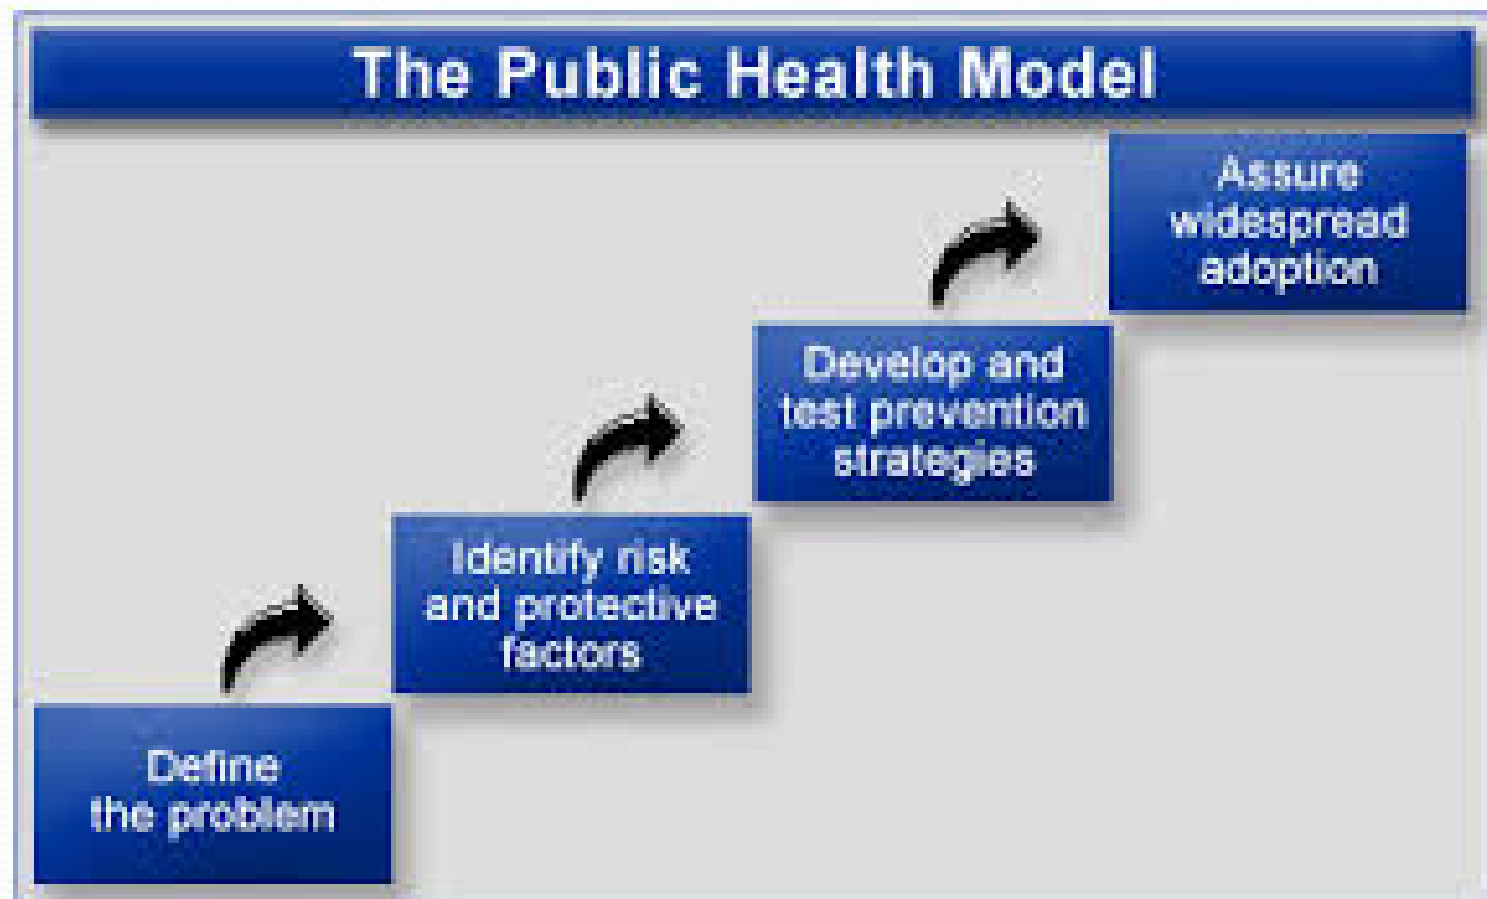 The Public Health Model
Assure
widespread
adoption
Develop and
test prevention
strategies
Identify risk
and protective
factors
Define
the problem